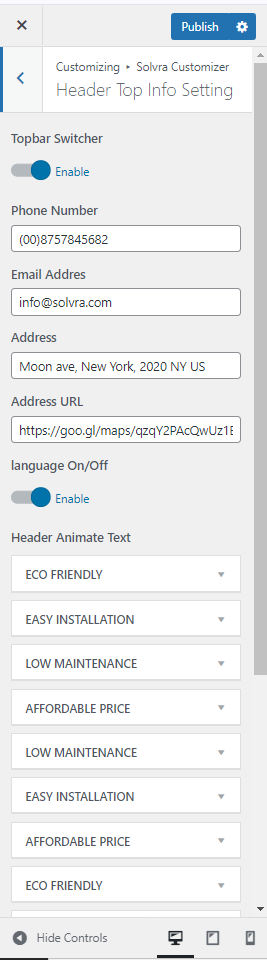 Publish
Customizing ▸ Solvra Customizer
Header Top Info Setting
Topbar Switcher
Enable
Phone Number
(00)8757845682
Email Addres
info@solvra.com
Address
Moon ave, New York, 2020 NY US
Address URL
https://goo.gl/maps/qzqY2PAcQwUz1E
language On/Off
Enable
Header Animate Text
ECO FRIENDLY
EASY INSTALLATION
LOW MAINTENANCE
AFFORDABLE PRICE
LOW MAINTENANCE
EASY INSTALLATION
AFFORDABLE PRICE
ECO FRIENDLY
Hide Controls